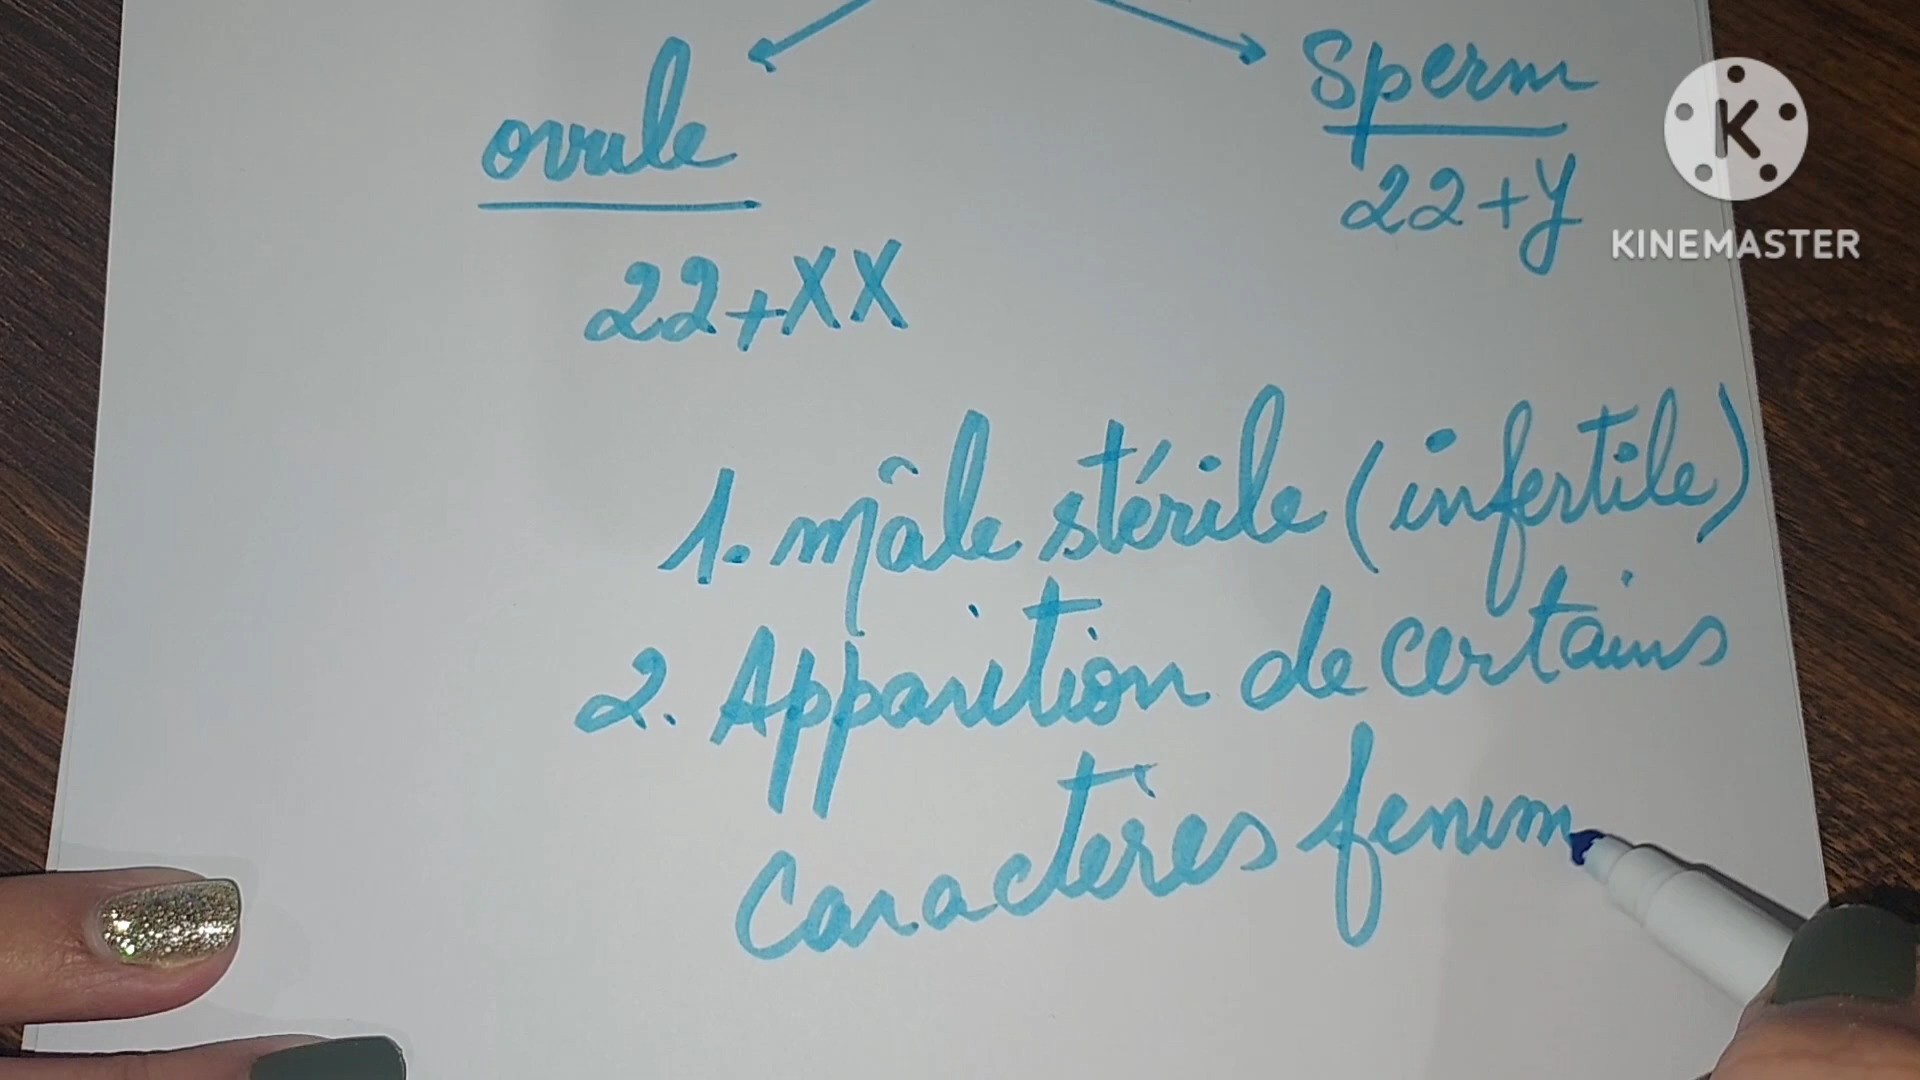 ovule
Sperm
22+XX
22+Y
K
KINEMASTER
1. mâle stérile (infertile)
2. Apparition de certains
Caractères fenim